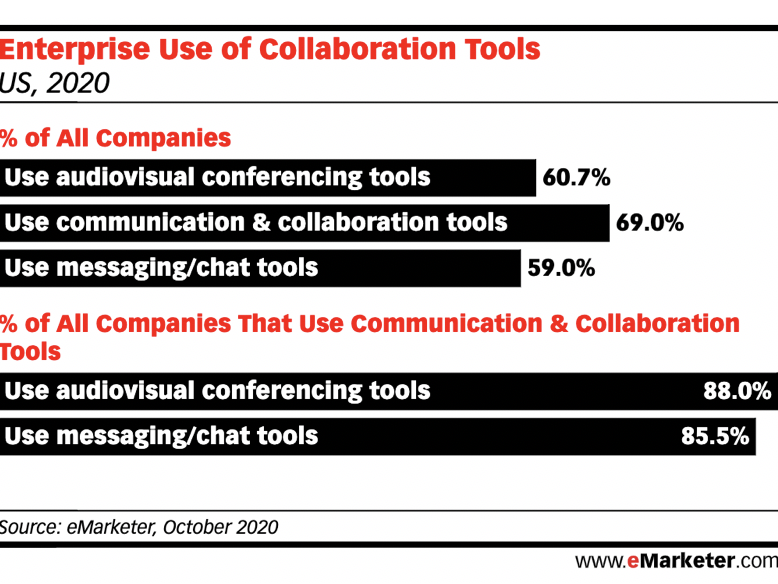 Enterprise Use of Collaboration Tools
US, 2020
% of All Companies
Use audiovisual conferencing tools 60.7%
Use communication & collaboration tools 69.0%
Use messaging/chat tools 59.0%
% of All Companies That Use Communication & Collaboration
Tools
Use audiovisual conferencing tools 88.0%
Use messaging/chat tools 85.5%
Source: eMarketer, October 2020
www.eMarketer.com